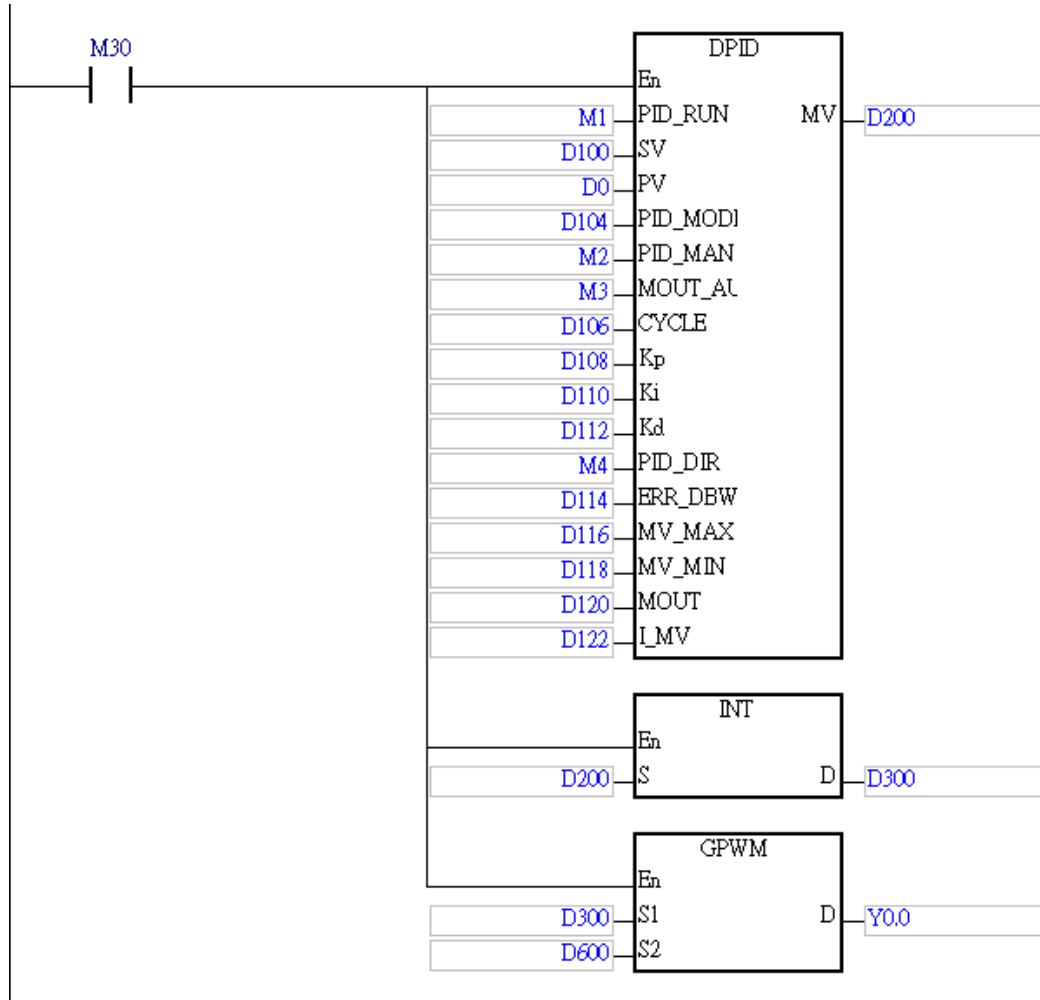 M30
DPID
En
M1 PID_RUN MV D200
D100 SV
D0 PV
D104 PID_MODI
M2 PID_MAN
M3 MOUT_AU
D106 CYCLE
D108 Kp
D110 Ki
D112 Kd
M4 PID_DIR
D114 ERR_DBW
D116 MV_MAX
D118 MV_MIN
D120 MOUT
D122 I_MV
INT
En
D200 S D D300
GPWM
En
D300 S1 D Y0.0
D600 S2